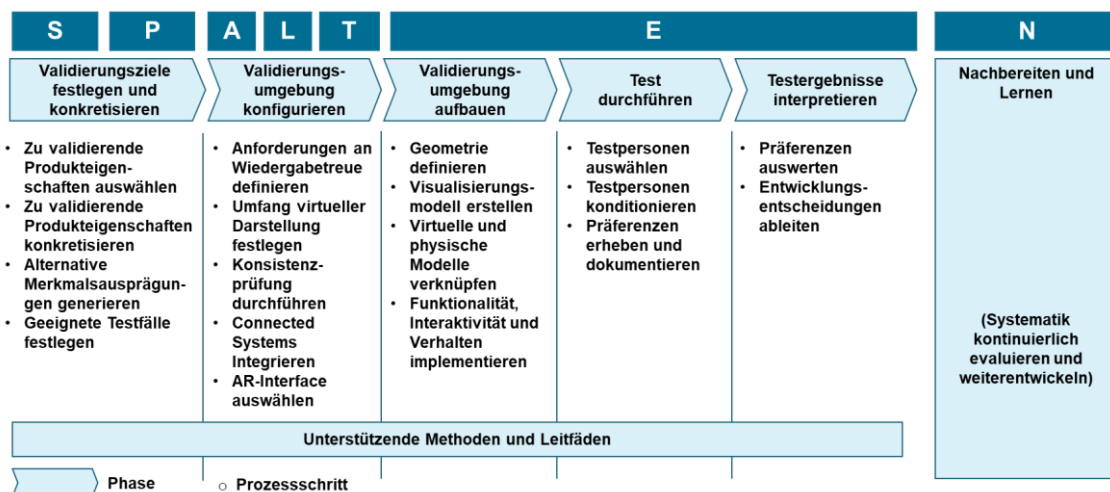 S P A L T E N
Validierungsziele
festlegen und
konkretisieren
Validierungs-
umgebung
konfigurieren
Validierungs-
umgebung
aufbauen
Test
durchführen
Testergebnisse
interpretieren
Nachbereiten und
Lernen
• Zu validierende
Produkteigen-
schaften auswählen
• Zu validierende
Produkteigenschaften
konkretisieren
• Alternative
Merkmalsausprägun-
gen generieren
• Geeignete Testfälle
festlegen
• Anforderungen an
Wiedergabetreue
definieren
• Umfang virtueller
Darstellung
festlegen
• Konsistenz-
prüfung
durchführen
• Connected
Systems
Integrieren
• AR-Interface
auswählen
• Geometrie
definieren
• Visualisierungs-
modell erstellen
• Virtuelle und
physische
Modelle
verknüpfen
• Funktionalität,
Interaktivität und
Verhalten
implementieren
• Testpersonen
auswählen
• Testpersonen
konditionieren
• Präferenzen
erheben und
dokumentieren
• Präferenzen
auswerten
• Entwicklungs-
entscheidungen
ableiten
(Systematik
kontinuierlich
evaluieren und
weiterentwickeln)
Unterstützende Methoden und Leitfäden
Phase
○ Prozessschritt